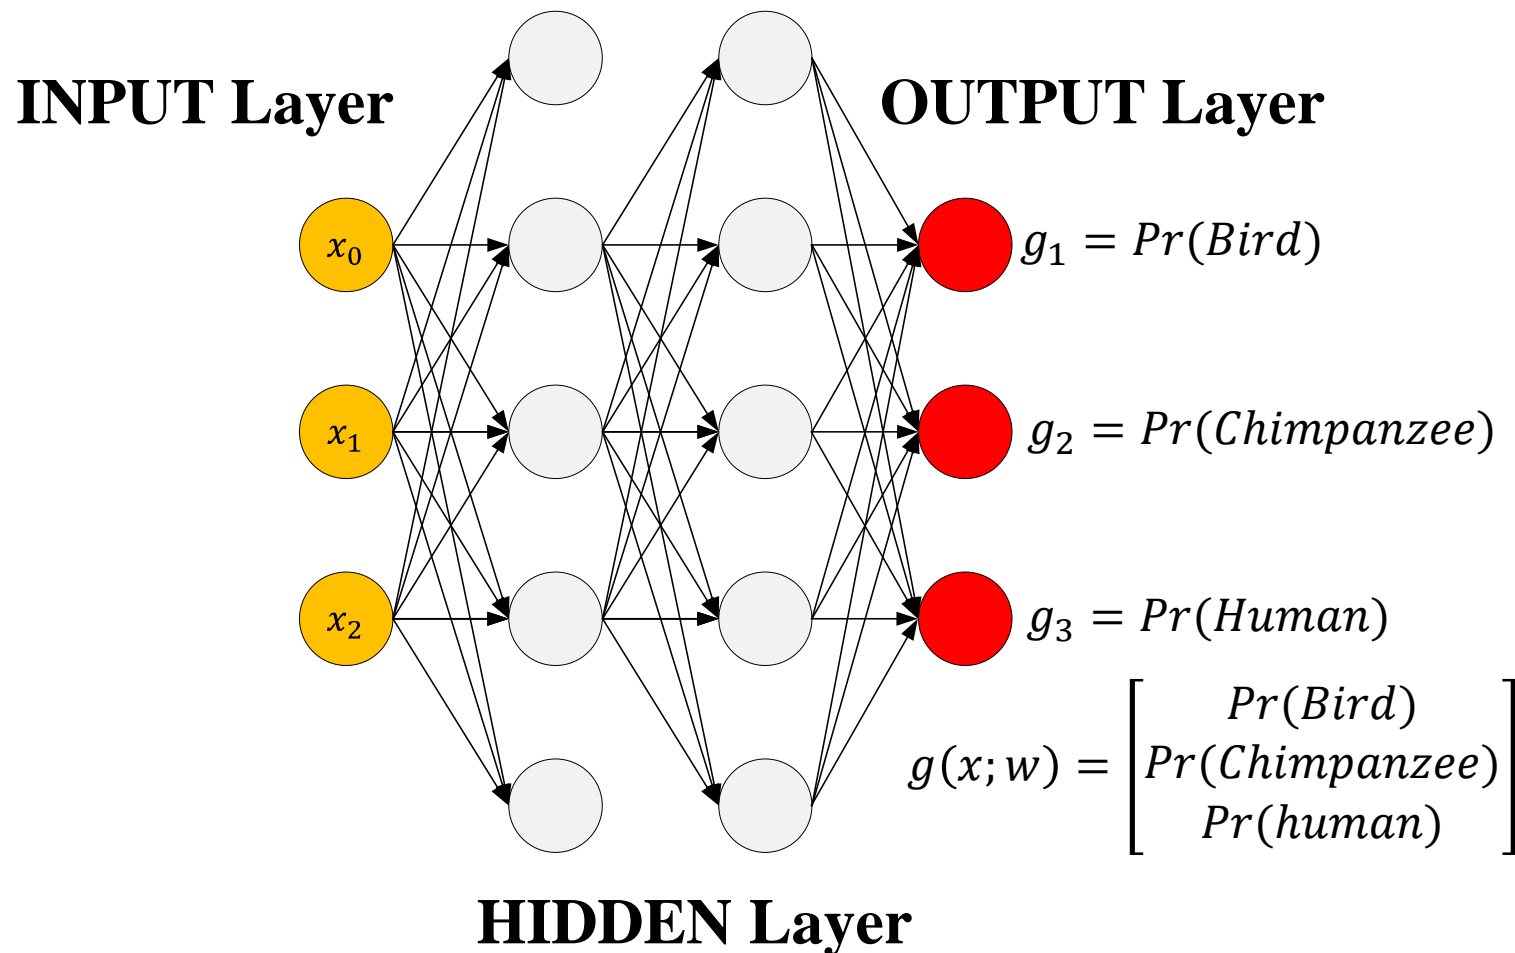 INPUT Layer
OUTPUT Layer
x₀
g₁ = Pr(Bird)
x₁
g₂ = Pr(Chimpanzee)
x₂
g₃ = Pr(Human)
g(x; w) = [Pr(Bird)
Pr(Chimpanzee)
Pr(human)]
HIDDEN Layer